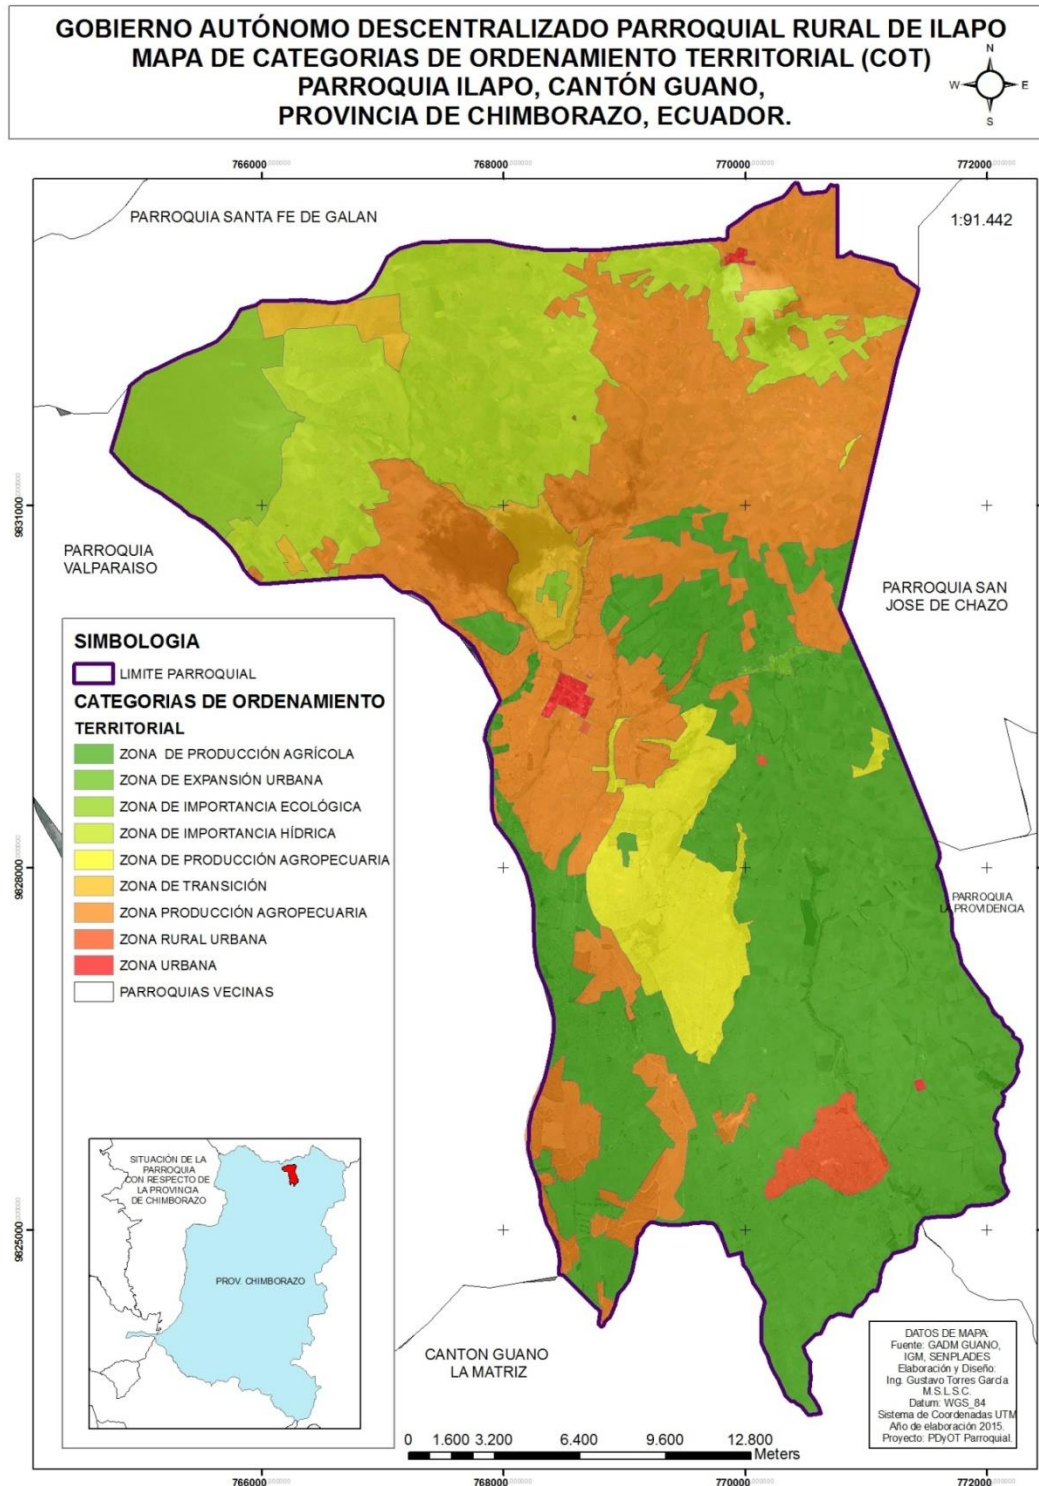 GOBIERNO AUTÓNOMO DESCENTRALIZADO PARROQUIAL RURAL DE ILAPO
MAPA DE CATEGORIAS DE ORDENAMIENTO TERRITORIAL (COT)
PARROQUIA ILAPO, CANTÓN GUANO,
PROVINCIA DE CHIMBORAZO, ECUADOR.
N
W E
S
766000 768000 770000 772000
PARROQUIA SANTA FE DE GALAN
1:91.442
9831000
9831000
PARROQUIA
VALPARAISO
PARROQUIA SAN
JOSE DE CHAZO
SIMBOLOGIA
LIMITE PARROQUIAL
CATEGORIAS DE ORDENAMIENTO
TERRITORIAL
ZONA DE PRODUCCIÓN AGRÍCOLA
ZONA DE EXPANSIÓN URBANA
ZONA DE IMPORTANCIA ECOLÓGICA
ZONA DE IMPORTANCIA HÍDRICA
ZONA DE PRODUCCIÓN AGROPECUARIA
ZONA DE TRANSICIÓN
ZONA PRODUCCIÓN AGROPECUARIA
ZONA RURAL URBANA
ZONA URBANA
PARROQUIAS VECINAS
9828000
9828000
PARROQUIA
LA PROVIDENCIA
SITUACIÓN DE LA
PARROQUIA
CON RESPECTO DE
LA PROVINCIA
DE CHIMBORAZO
PROV. CHIMBORAZO
9825000
9825000
CANTON GUANO
LA MATRIZ
DATOS DE MAPA:
Fuente: GADM GUANO,
IGM, SENPLADES
Elaboración y Diseño:
Ing. Gustavo Torres García
M.S.L.S.C.
Datum: WGS_84
Sistema de Coordenadas UTM
Año de elaboración 2015.
Proyecto: PDyOT Parroquial.
0 1.600 3.200 6.400 9.600 12.800
Meters
766000 768000 770000 772000